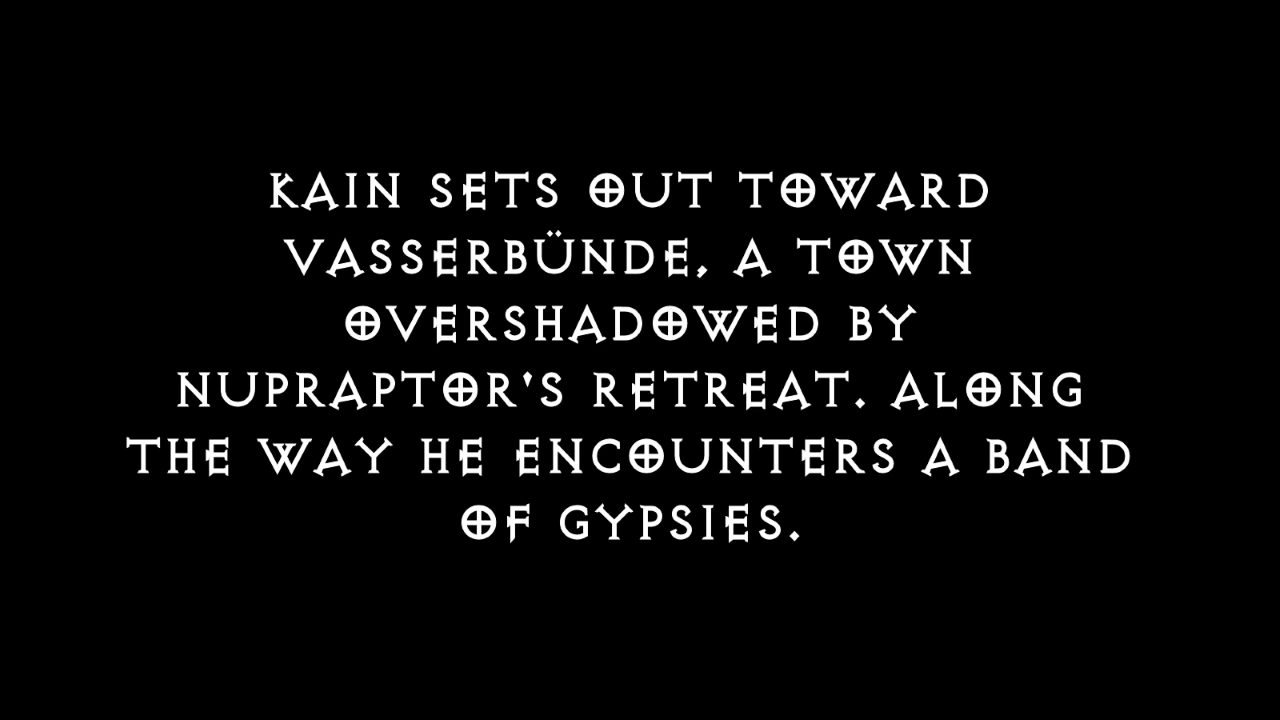 KAIN SETS OUT TOWARD
VASSERBÜNDE, A TOWN
OVERSHADOWED BY
NUPRAPTOR'S RETREAT. ALONG
THE WAY HE ENCOUNTERS A BAND
OF GYPSIES.